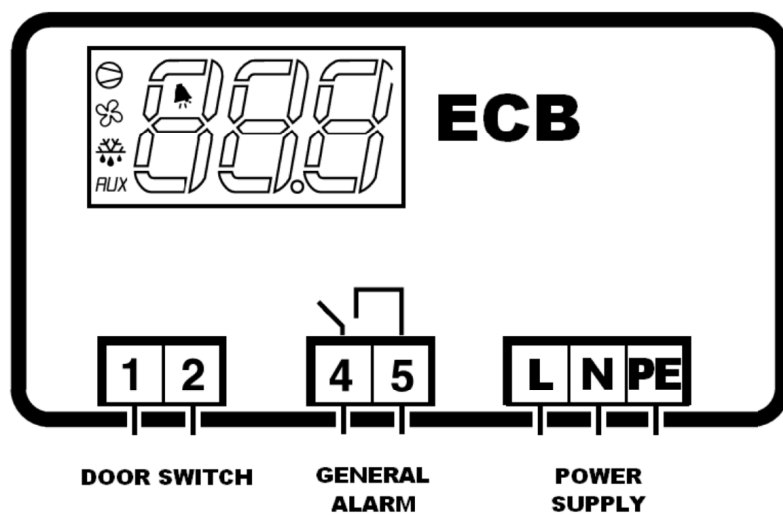 ECB
AUX
1 2 4 5 L N PE
DOOR SWITCH GENERAL ALARM POWER SUPPLY